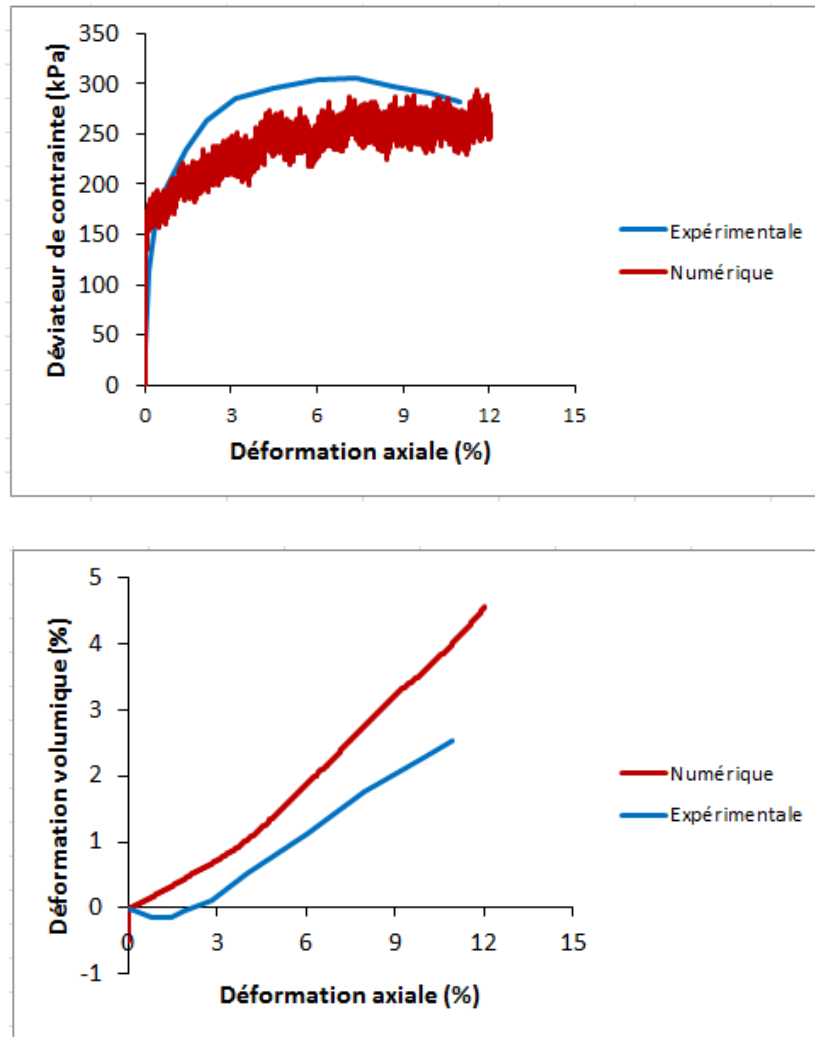 350
300
250
200
150
100
50
0
Déviateur de contrainte (kPa)
0 3 6 9 12 15
Déformation axiale (%)
Expérimentale
Numérique
5
4
3
2
1
0
-1
Déformation volumique (%)
0 3 6 9 12 15
Déformation axiale (%)
Numérique
Expérimentale